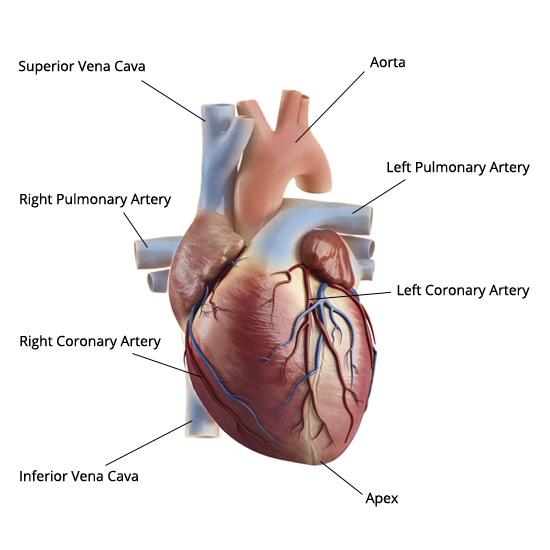 Superior Vena Cava
Aorta
Left Pulmonary Artery
Right Pulmonary Artery
Left Coronary Artery
Right Coronary Artery
Inferior Vena Cava
Apex